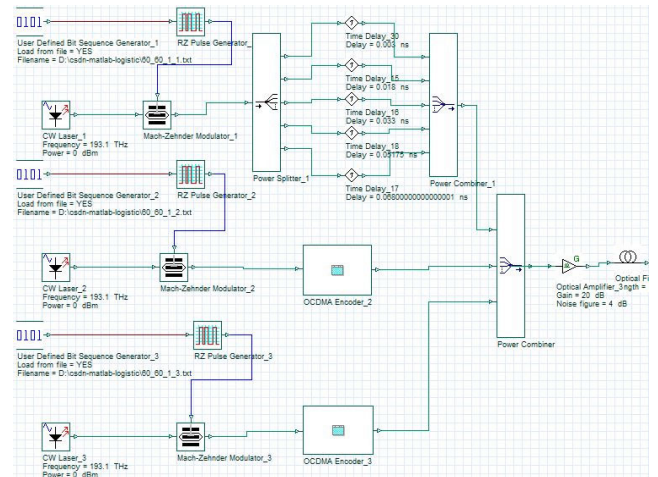 0101
User Defined Bit Sequence Generator_1
Load from file = YES
Filename = D:\csdn-matlab-logistic\60_60_1_1.txt
RZ Pulse Generator_
CW Laser_1
Frequency = 193.1 THz
Power = 0 dBm
Mach-Zehnder Modulator_1
Power Splitter_1
Time Delay_30
Delay = 0.003 ns
Time Delay_15
Delay = 0.018 ns
Time Delay_16
Delay = 0.033 ns
Time Delay_18
Delay = 0.05175 ns
Time Delay_17
Delay = 0.06800000000000001 ns
Power Combiner_1
0101
User Defined Bit Sequence Generator_2
Load from file = YES
Filename = D:\csdn-matlab-logistic\60_60_1_2.txt
RZ Pulse Generator_2
CW Laser_2
Frequency = 193.1 THz
Power = 0 dBm
Mach-Zehnder Modulator_2
OCDMA Encoder_2
Power Combiner
G
Optical Amplifier_3
Gain = 20 dB
Noise figure = 4 dB
Optical Fi
ngth =
0101
User Defined Bit Sequence Generator_3
Load from file = YES
Filename = D:\csdn-matlab-logistic\60_60_1_3.txt
RZ Pulse Generator_3
CW Laser_3
Frequency = 193.1 THz
Power = 0 dBm
Mach-Zehnder Modulator_3
OCDMA Encoder_3